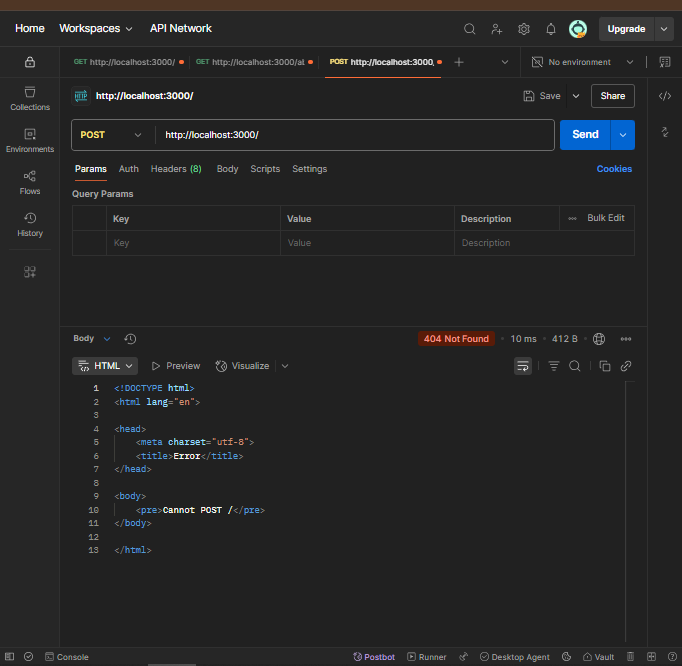 Home Workspaces API Network Upgrade
GET http://localhost:3000/ GET http://localhost:3000/al POST http://localhost:3000, No environment
HTTP http://localhost:3000/ Save Share
POST http://localhost:3000/ Send
Params Auth Headers (8) Body Scripts Settings Cookies
Query Params
Key Value Description Bulk Edit
Key Value Description
Collections
Environments
Flows
History
Body 404 Not Found 10 ms 412 B
HTML Preview Visualize
1 <!DOCTYPE html>
2 <html lang="en">
3
4 <head>
5 <meta charset="utf-8">
6 <title>Error</title>
7 </head>
8
9 <body>
10 <pre>Cannot POST /</pre>
11 </body>
12
13 </html>
Console Postbot Runner Desktop Agent Vault